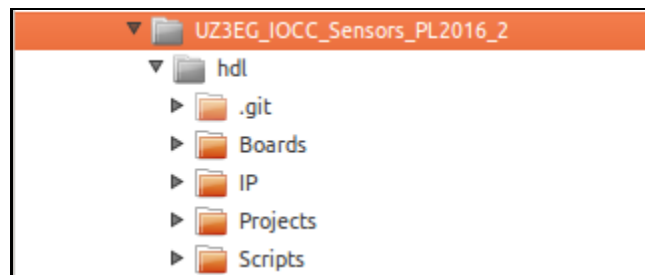 UZ3EG_IOCC_Sensors_PL2016_2
hdl
.git
Boards
IP
Projects
Scripts